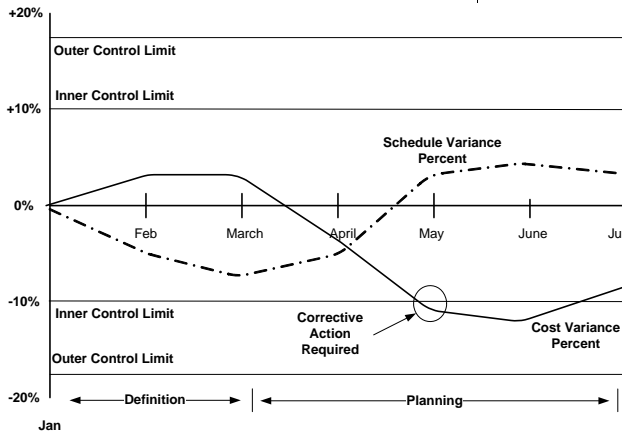 +20%
Outer Control Limit
Inner Control Limit
+10%
Schedule Variance
Percent
0%
Feb
March
April
May
June
-10%
Inner Control Limit
Corrective
Action
Required
Cost Variance
Percent
Outer Control Limit
-20%
Definition
Planning
Jan